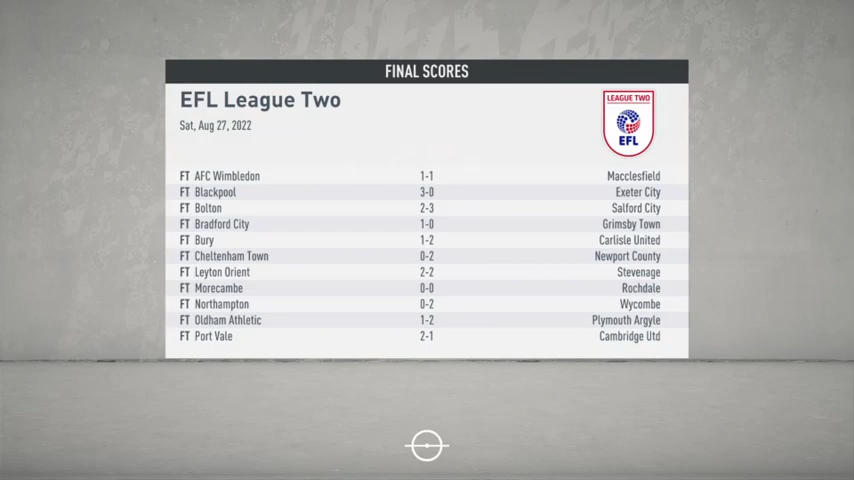 FINAL SCORES
EFL League Two
Sat, Aug 27, 2022
LEAGUE TWO
EFL
FT AFC Wimbledon 1-1 Macclesfield
FT Blackpool 3-0 Exeter City
FT Bolton 2-3 Salford City
FT Bradford City 1-0 Grimsby Town
FT Bury 1-2 Carlisle United
FT Cheltenham Town 0-2 Newport County
FT Leyton Orient 2-2 Stevenage
FT Morecambe 0-0 Rochdale
FT Northampton 0-2 Wycombe
FT Oldham Athletic 1-2 Plymouth Argyle
FT Port Vale 2-1 Cambridge Utd